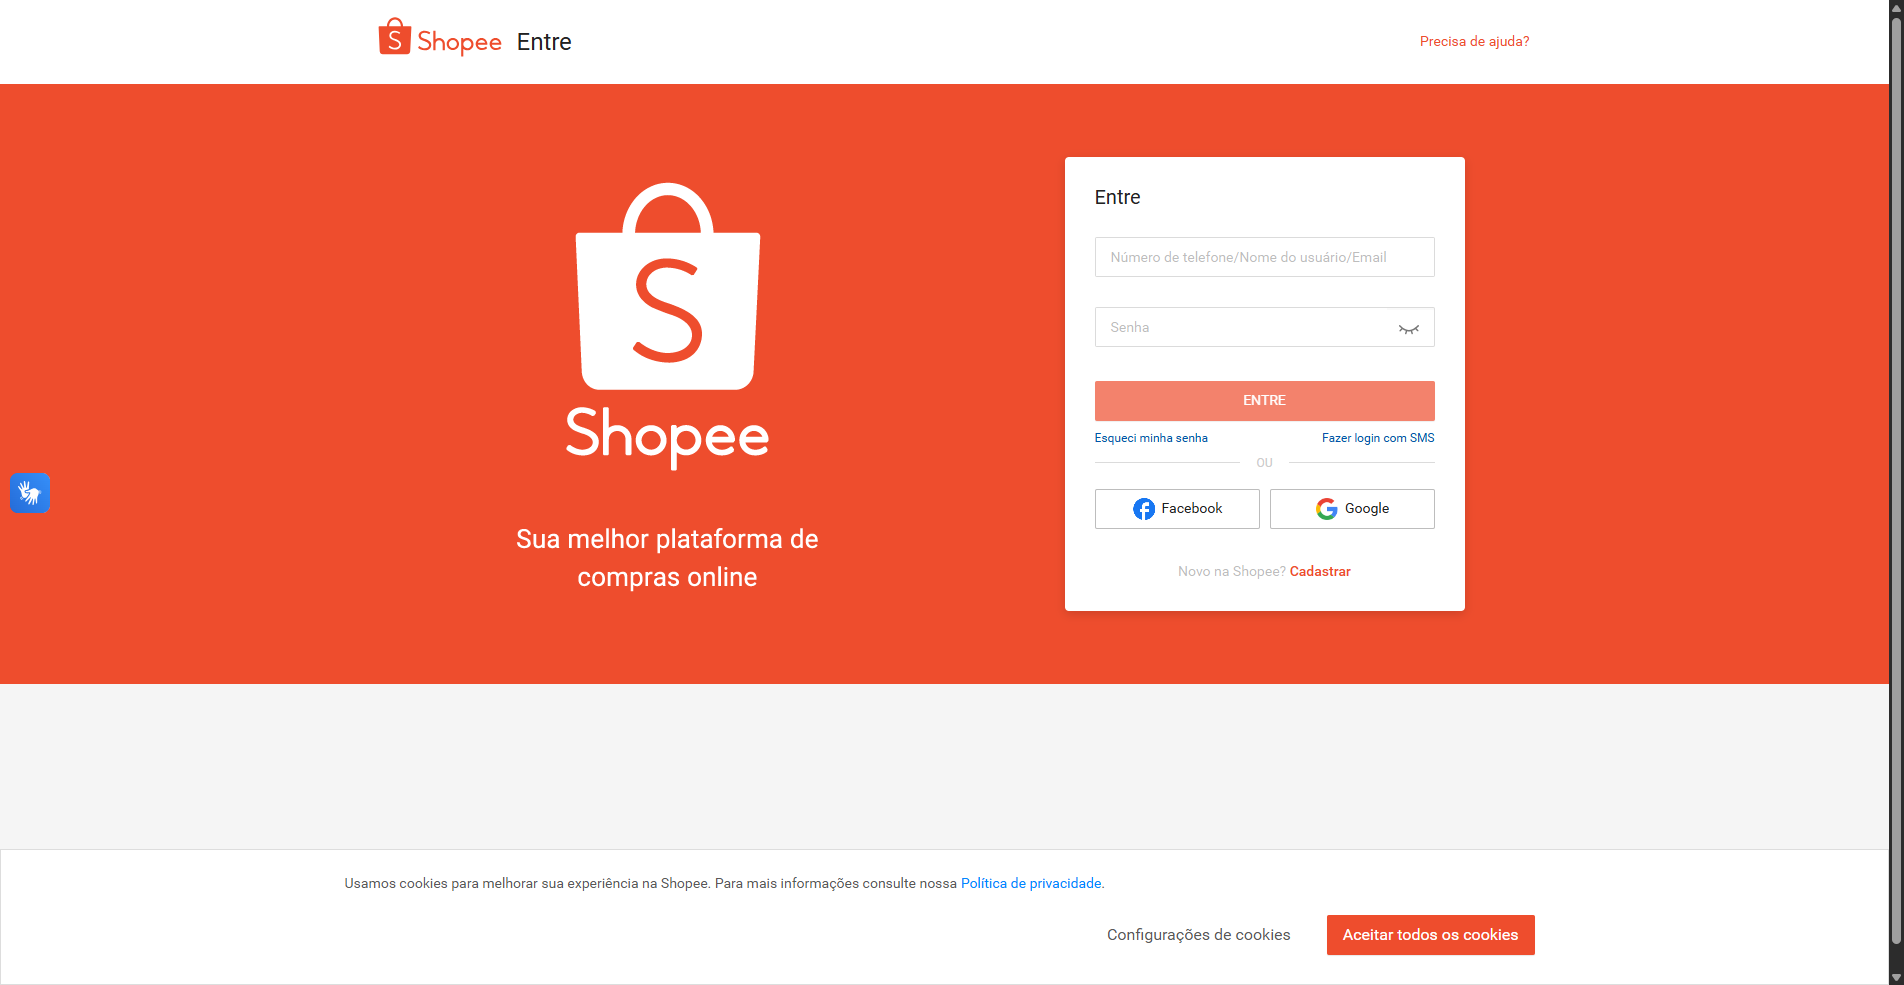 Shopee Entre
Precisa de ajuda?
S
Shopee
Sua melhor plataforma de
compras online
Entre
Número de telefone/Nome do usuário/Email
Senha
ENTRE
Esqueci minha senha
Fazer login com SMS
OU
Facebook
Google
Novo na Shopee? Cadastrar
Usamos cookies para melhorar sua experiência na Shopee. Para mais informações consulte nossa Política de privacidade.
Configurações de cookies
Aceitar todos os cookies